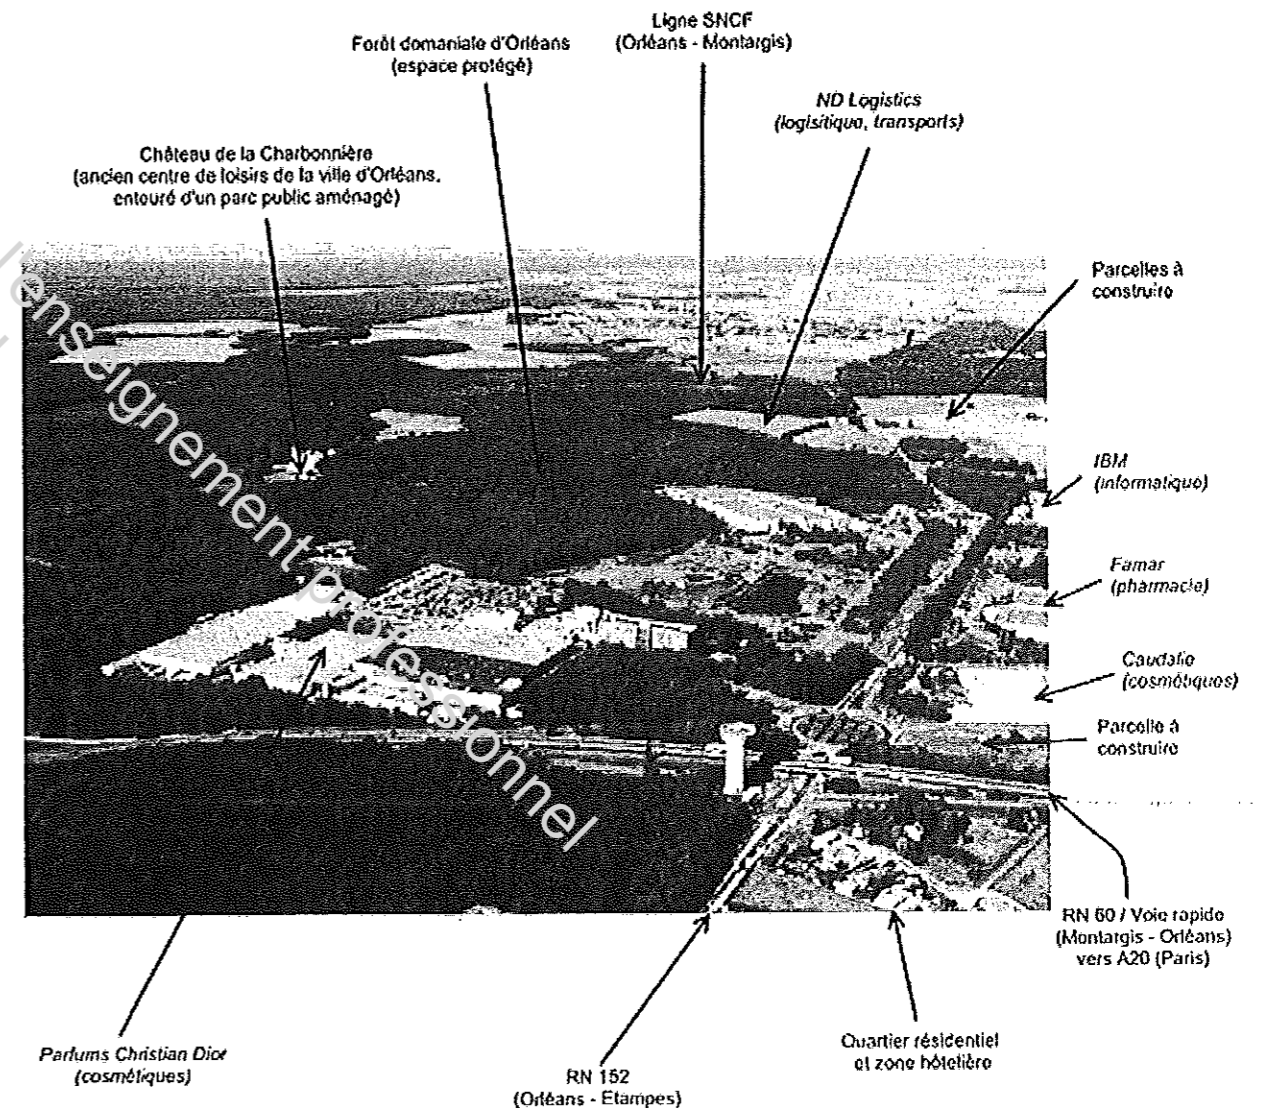 Ligne SNCF
(Orléans - Montargis)
Forêt domaniale d'Orléans
(espace protégé)
ND Logistics
(logisitique, transports)
Château de la Charbonnière
(ancien centre de loisirs de la ville d'Orléans,
entouré d'un parc public aménagé)
Parcelles à
construire
IBM
(informatique)
Famar
(pharmacie)
Caudalie
(cosmétiques)
Parcelle à
construire
RN 60 / Voie rapide
(Montargis - Orléans)
vers A20 (Paris)
Quartier résidentiel
et zone hôtelière
RN 152
(Orléans - Etampes)
Parfums Christian Dior
(cosmétiques)
l'enseignement professionnel